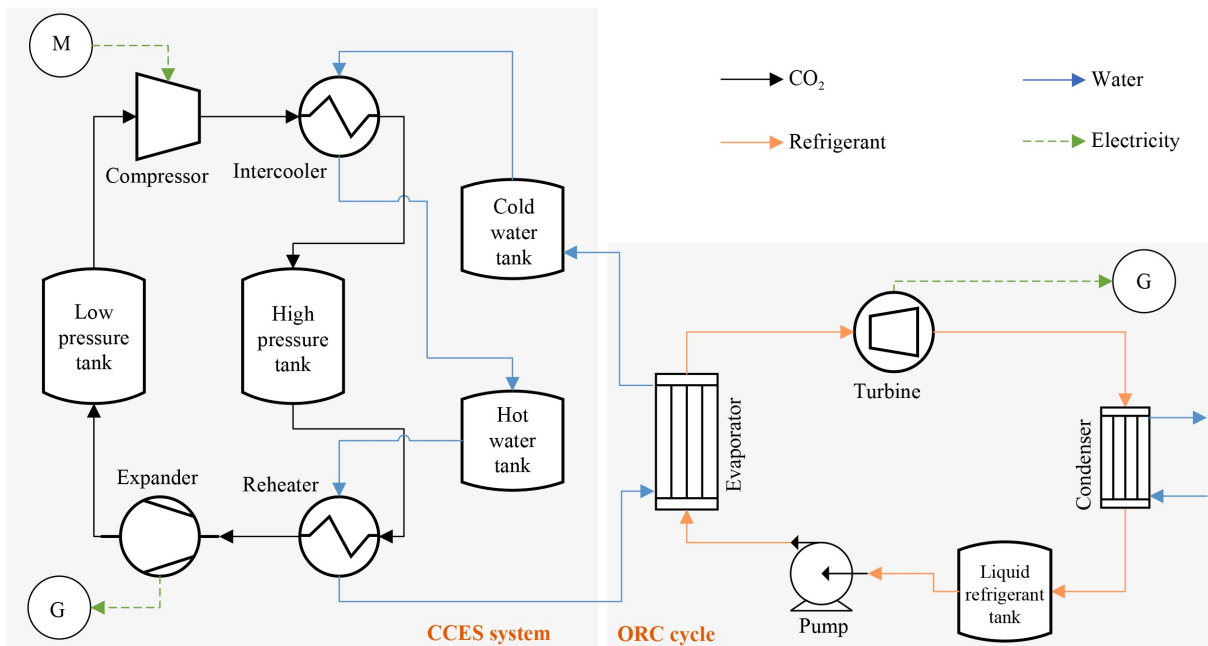 M
Compressor
Intercooler
Cold
water
tank
Low
pressure
tank
High
pressure
tank
Hot
water
tank
Expander
Reheater
G
CCES system
CO₂
Water
Refrigerant
Electricity
G
Turbine
Evaporator
Condenser
Liquid
refrigerant
tank
Pump
ORC cycle